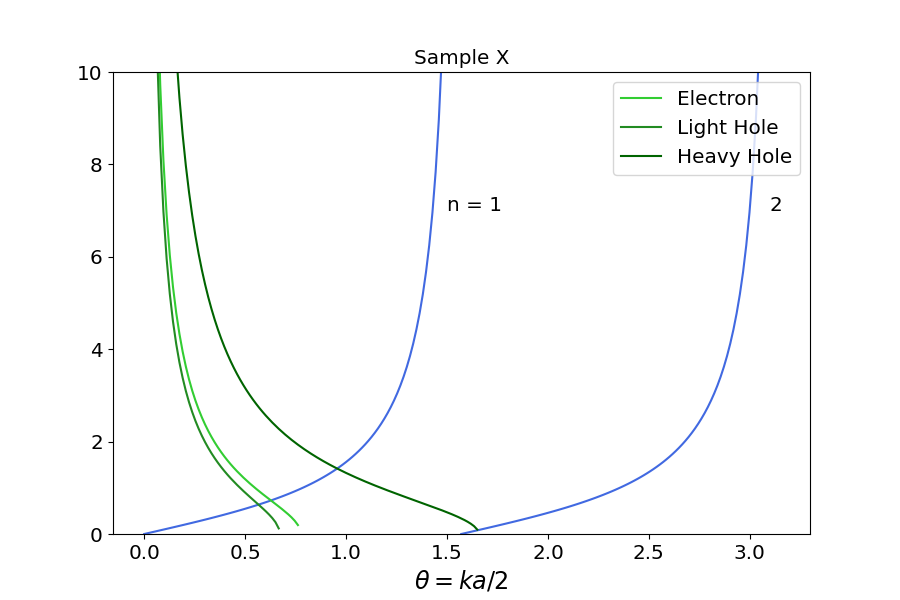 Sample X
10
8
6
4
2
0
Electron
Light Hole
Heavy Hole
n = 1
2
0.0 0.5 1.0 1.5 2.0 2.5 3.0
θ = ka/2